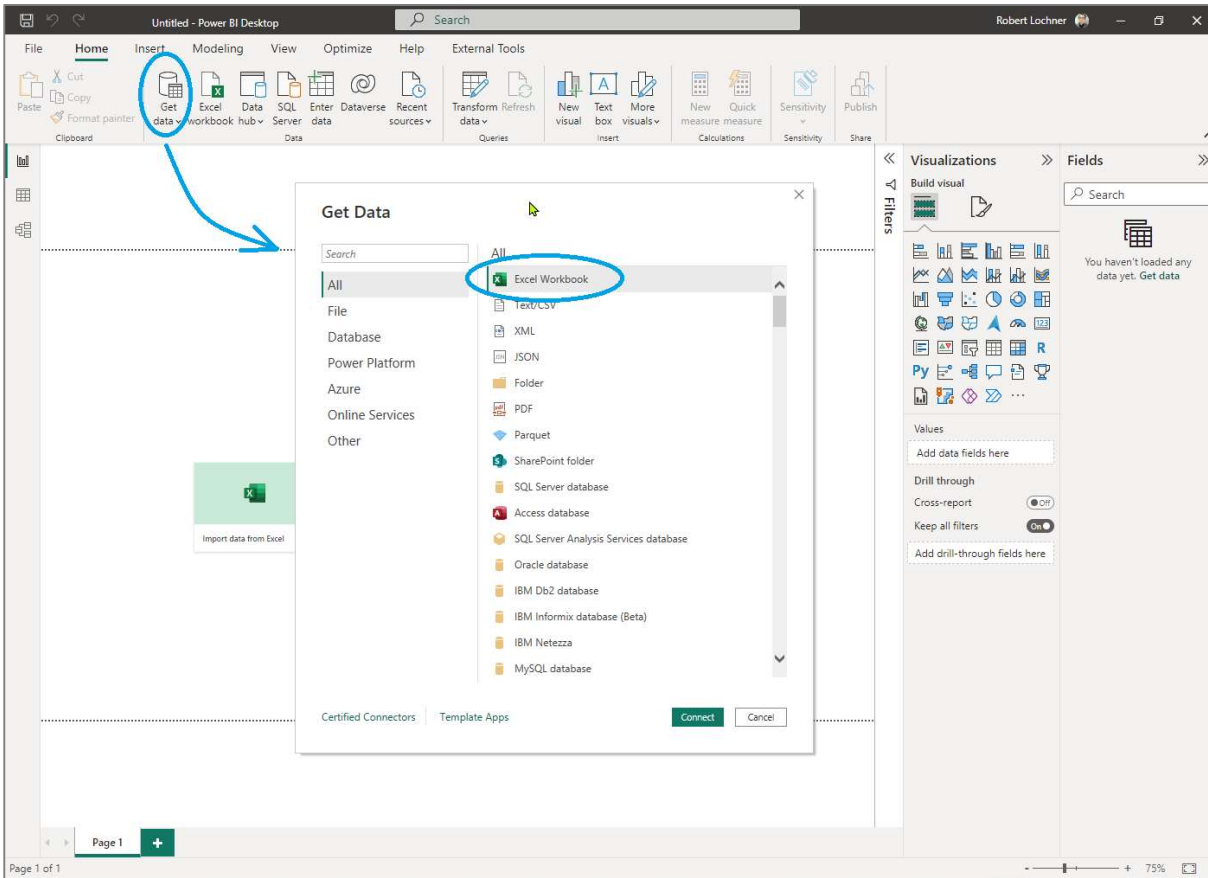 Untitled - Power BI Desktop
Search
Robert Lochner
File Home Insert Modeling View Optimize Help External Tools
Paste
Cut
Copy
Format painter
Get data
Excel workbook
Data hub
SQL Server
Enter data
Dataverse
Recent sources
Transform data
Refresh
New visual
Text box
More visuals
New measure
Quick measure
Sensitivity
Publish
Clipboard
Data
Queries
Insert
Calculations
Sensitivity
Share
Get Data
Search
All
File
Database
Power Platform
Azure
Online Services
Other
All
Excel Workbook
Text/CSV
XML
JSON
Folder
PDF
Parquet
SharePoint folder
SQL Server database
Access database
SQL Server Analysis Services database
Oracle database
IBM Db2 database
IBM Informix database (Beta)
IBM Netezza
MySQL database
Certified Connectors
Template Apps
Connect
Cancel
Import data from Excel
Filters
Visualizations
Build visual
123
R
Py
Values
Add data fields here
Drill through
Cross-report
Off
Keep all filters
On
Add drill-through fields here
Fields
Search
You haven't loaded any
data yet. Get data
Page 1
Page 1 of 1
75%